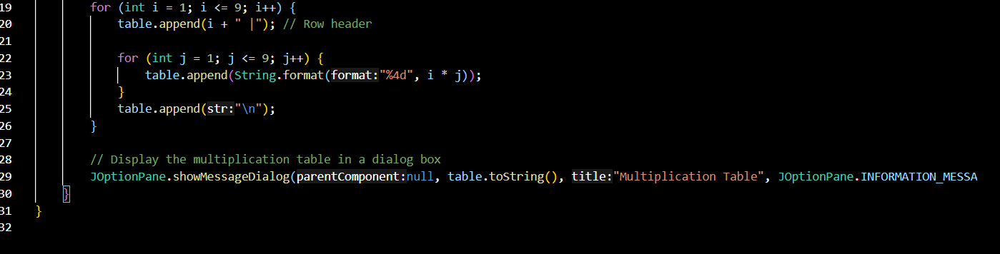 19 for (int i = 1; i <= 9; i++) {
20 table.append(i + " |"); // Row header
21
22 for (int j = 1; j <= 9; j++) {
23 table.append(String.format(format:"%4d", i * j));
24 }
25 table.append(str:"\n");
26 }
27
28 // Display the multiplication table in a dialog box
29 JOptionPane.showMessageDialog(parentComponent:null, table.toString(), title:"Multiplication Table", JOptionPane.INFORMATION_MESSA
30 }
31 }
32